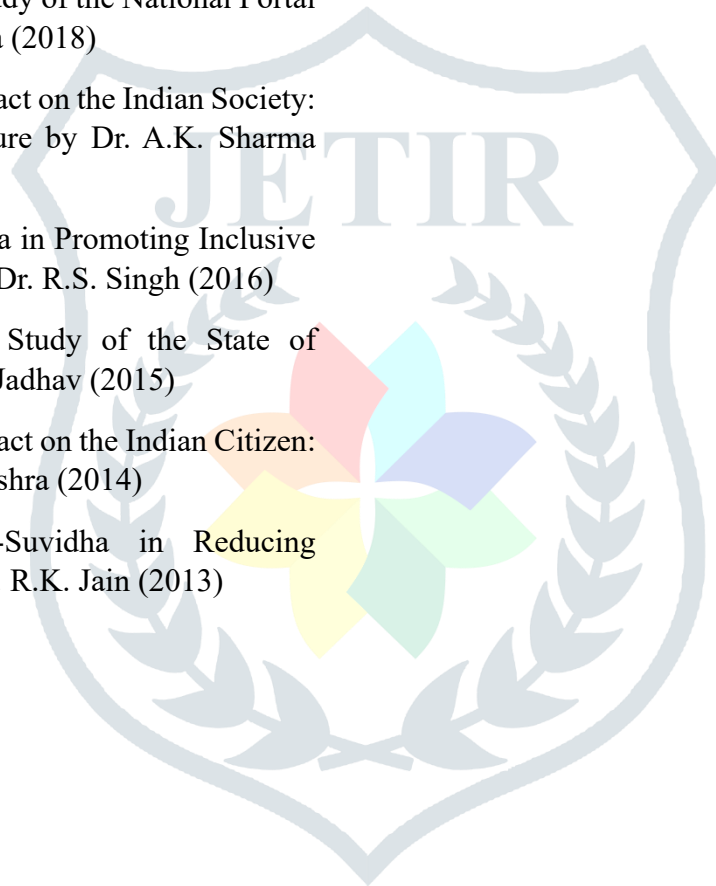 dy of the National Portal
(2018)
act on the Indian Society:
ure by Dr. A.K. Sharma
JETIR
a in Promoting Inclusive
Dr. R.S. Singh (2016)
Study of the State of
Jadhav (2015)
act on the Indian Citizen:
shra (2014)
-Suvidha in Reducing
R.K. Jain (2013)